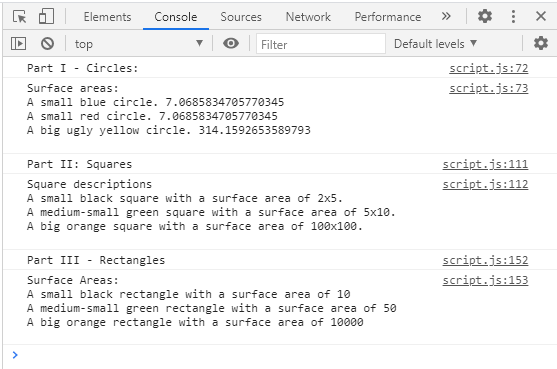 Elements Console Sources Network Performance »
top Filter Default levels
Part I - Circles: script.js:72
Surface areas: script.js:73
A small blue circle. 7.0685834705770345
A small red circle. 7.0685834705770345
A big ugly yellow circle. 314.1592653589793
Part II: Squares script.js:111
Square descriptions script.js:112
A small black square with a surface area of 2x5.
A medium-small green square with a surface area of 5x10.
A big orange square with a surface area of 100x100.
Part III - Rectangles script.js:152
Surface Areas: script.js:153
A small black rectangle with a surface area of 10
A medium-small green rectangle with a surface area of 50
A big orange rectangle with a surface area of 10000
>